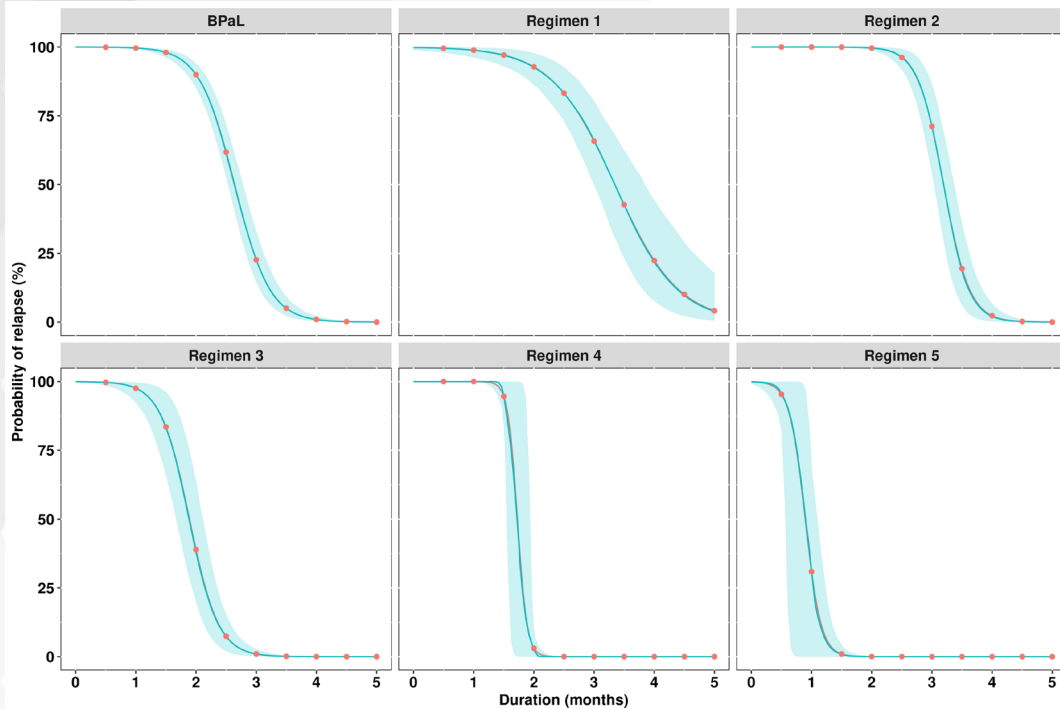 BPaL Regimen 1 Regimen 2
100
75
50
25
0
Regimen 3 Regimen 4 Regimen 5
100
75
50
25
0
0 1 2 3 4 5 0 1 2 3 4 5 0 1 2 3 4 5
Duration (months)
Probability of relapse (%)